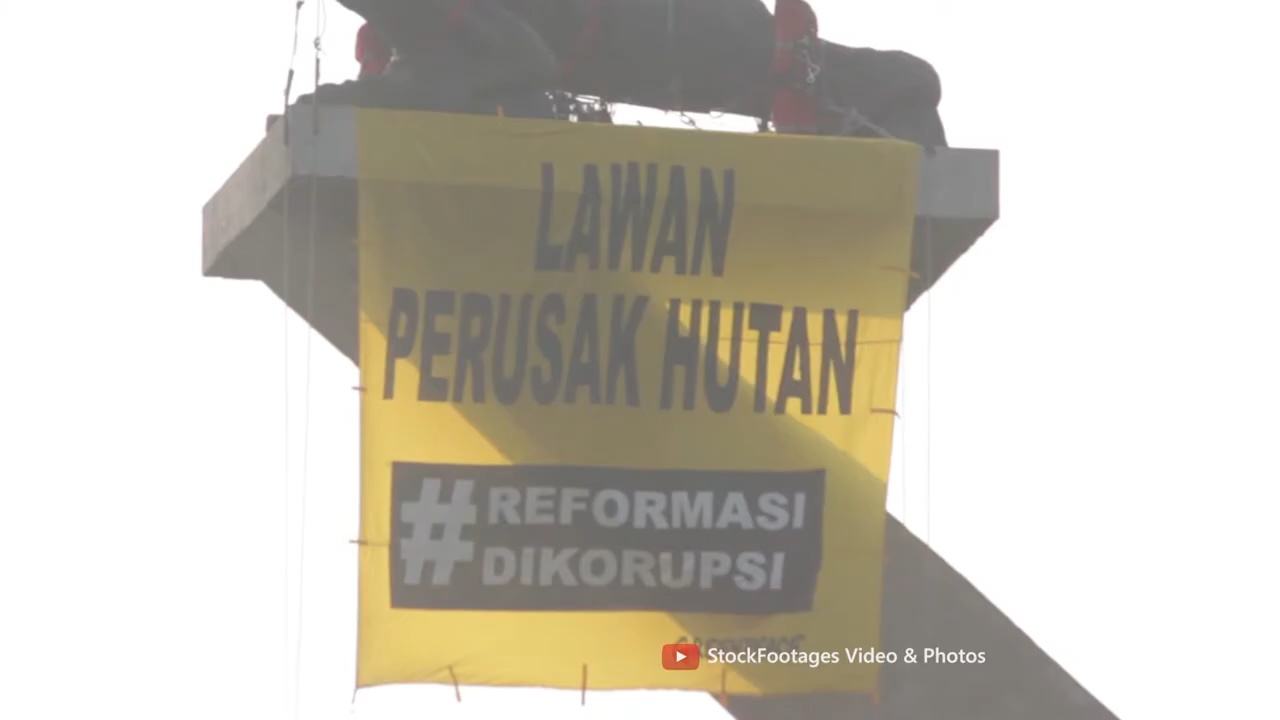 LAWAN
PERUSAK HUTAN
#REFORMASI
DIKORUPSI
StockFootages Video & Photos